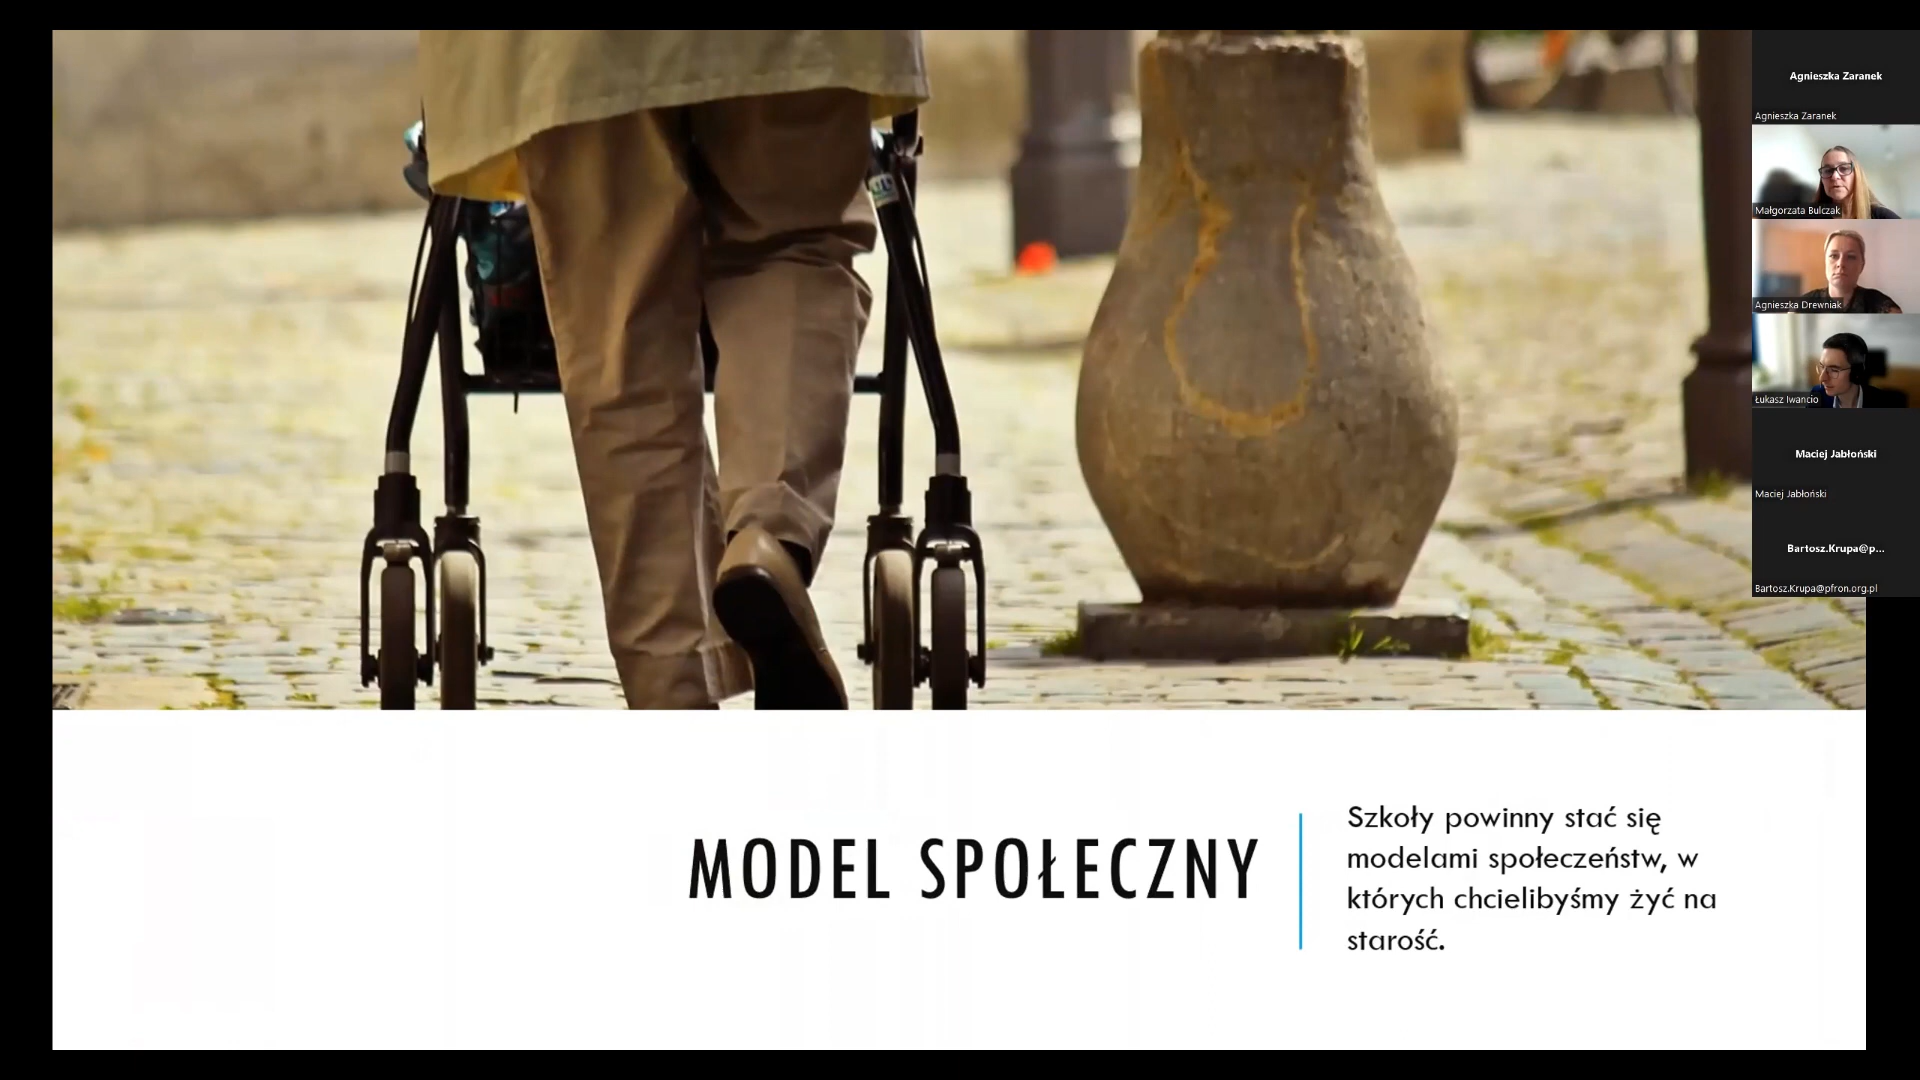 MODEL SPOŁECZNY
Szkoły powinny stać się
modelami społeczeństw, w
których chcielibyśmy żyć na
starość.
Agnieszka Zaranek
Agnieszka Zaranek
Małgorzata Bulczak
Agnieszka Drewniak
Łukasz Iwancio
Maciej Jabłoński
Maciej Jabłoński
Bartosz.Krupa@p...
Bartosz.Krupa@pfron.org.pl